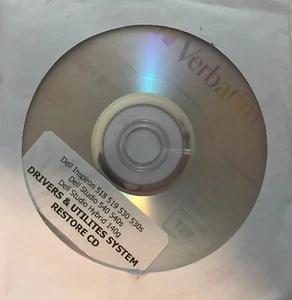 Verbatim
Dell Inspiron 518 519 530 530s
Dell Studio 540 540s
Dell Studio Hybrid 140g
DRIVERS & UTILITES SYSTEM
RESTORE CD